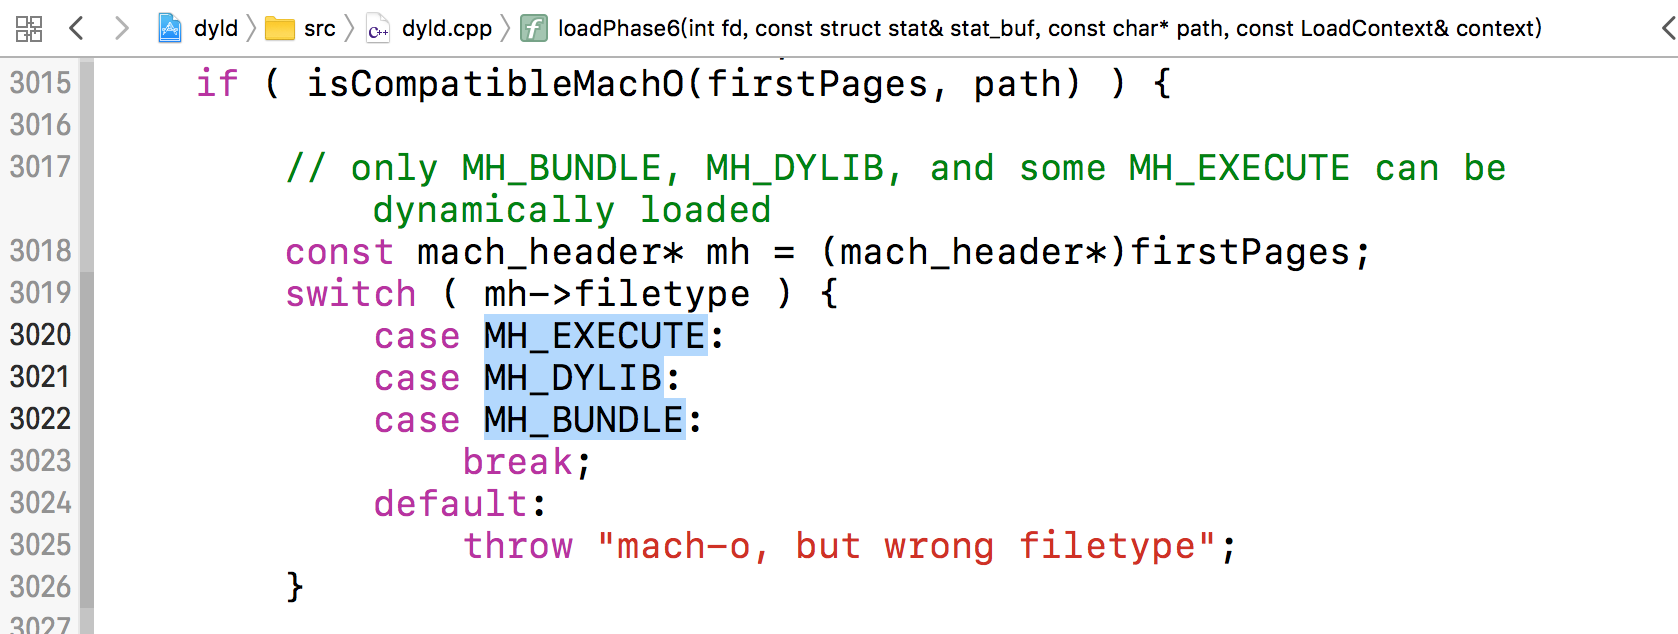 dyld src dyld.cpp loadPhase6(int fd, const struct stat& stat_buf, const char* path, const LoadContext& context)
3015 if ( isCompatibleMachO(firstPages, path) ) {
3016
3017 // only MH_BUNDLE, MH_DYLIB, and some MH_EXECUTE can be
dynamically loaded
3018 const mach_header* mh = (mach_header*)firstPages;
3019 switch ( mh->filetype ) {
3020 case MH_EXECUTE:
3021 case MH_DYLIB:
3022 case MH_BUNDLE:
3023 break;
3024 default:
3025 throw "mach-o, but wrong filetype";
3026 }
3027